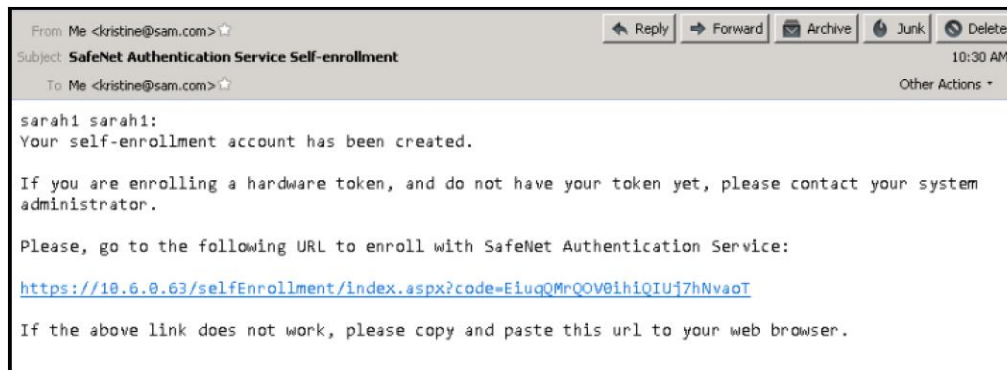 From Me <kristine@sam.com>
Reply Forward Archive Junk Delete
Subject SafeNet Authentication Service Self-enrollment
10:30 AM
To Me <kristine@sam.com>
Other Actions
sarah1 sarah1:
Your self-enrollment account has been created.
If you are enrolling a hardware token, and do not have your token yet, please contact your system
administrator.
Please, go to the following URL to enroll with SafeNet Authentication Service:
https://10.6.0.63/selfEnrollment/index.aspx?code=EiuqQMrQOV0ihiQIUj7hNvaoT
If the above link does not work, please copy and paste this url to your web browser.